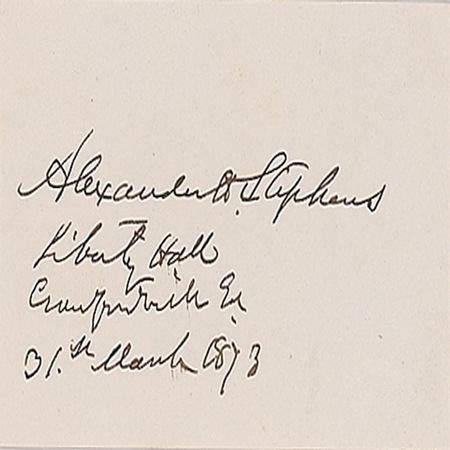 Alexander H. Stephens
Liberty Hall
Crawfordville Ga
31.st March 1873